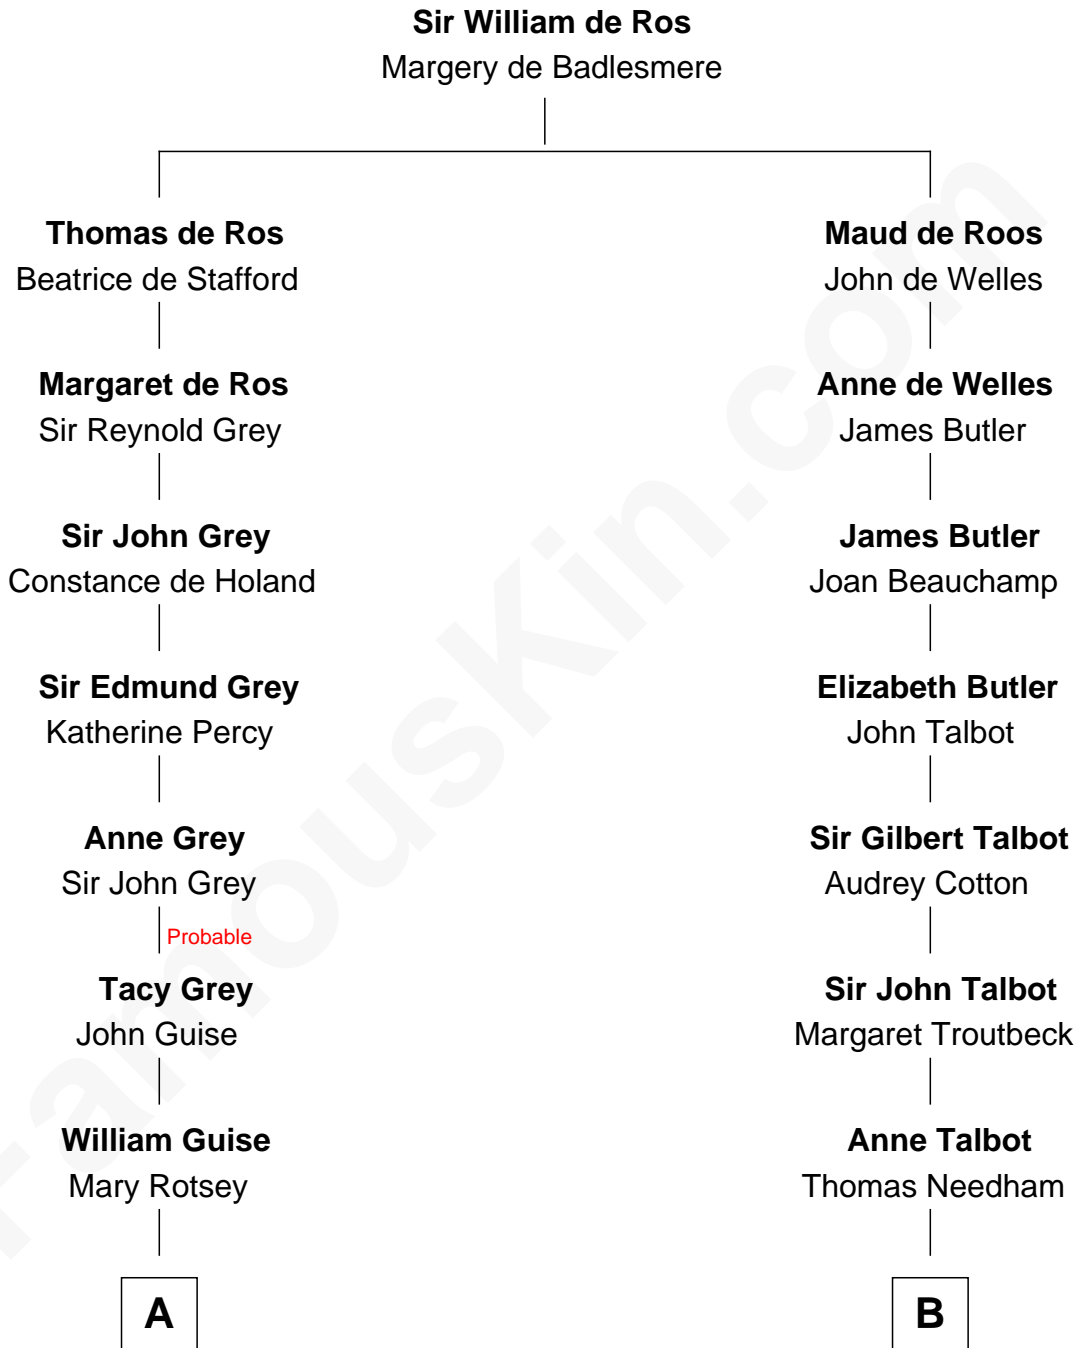 Sir William de Ros
Margery de Badlesmere
Thomas de Ros
Beatrice de Stafford
Maud de Roos
John de Welles
Margaret de Ros
Sir Reynold Grey
Anne de Welles
James Butler
Sir John Grey
Constance de Holand
James Butler
Joan Beauchamp
Sir Edmund Grey
Katherine Percy
Elizabeth Butler
John Talbot
Anne Grey
Sir John Grey
Sir Gilbert Talbot
Audrey Cotton
Probable
Tacy Grey
John Guise
Sir John Talbot
Margaret Troutbeck
William Guise
Mary Rotsey
Anne Talbot
Thomas Needham
A
B
FamousKin.com